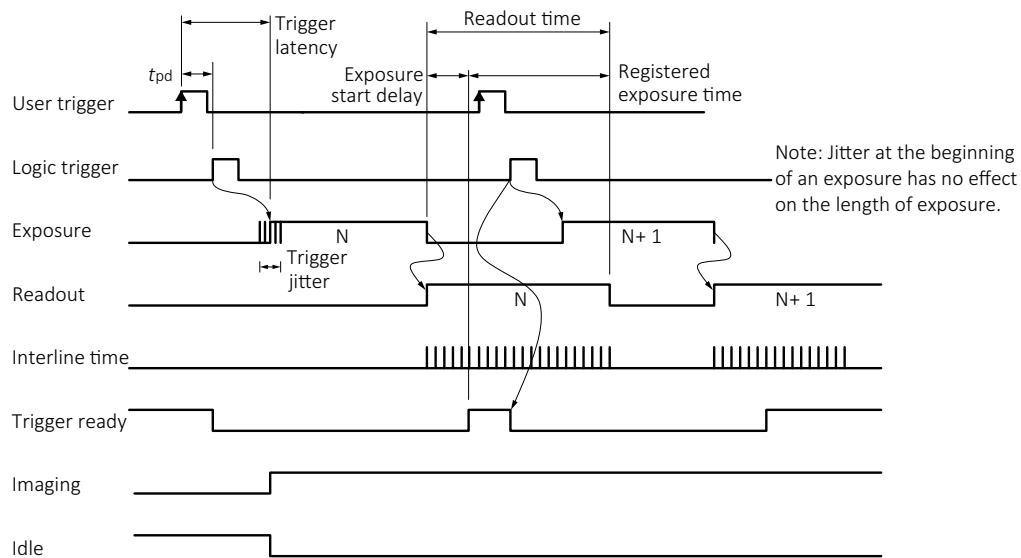 Trigger
latency
Readout time
tpd
Exposure
start delay
Registered
exposure time
User trigger
Logic trigger
Note: Jitter at the beginning
of an exposure has no effect
on the length of exposure.
Exposure
N
N+ 1
Trigger
jitter
Readout
N
N+ 1
Interline time
Trigger ready
Imaging
Idle